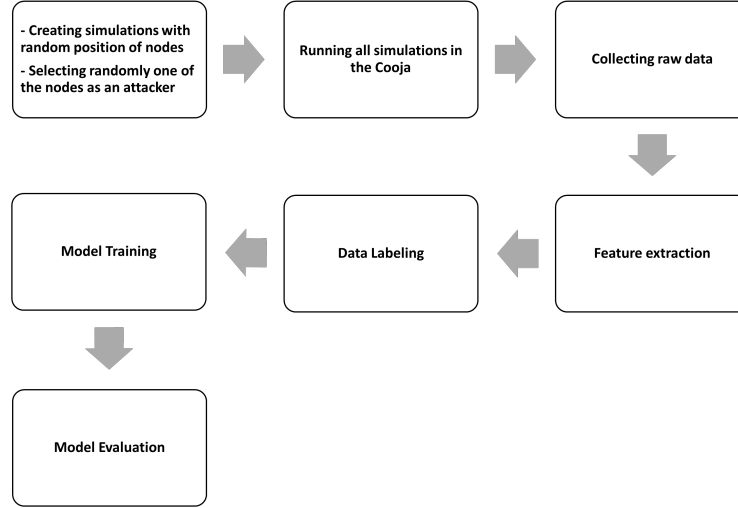 - Creating simulations with
random position of nodes
- Selecting randomly one of
the nodes as an attacker
Running all simulations in
the Cooja
Collecting raw data
Feature extraction
Data Labeling
Model Training
Model Evaluation